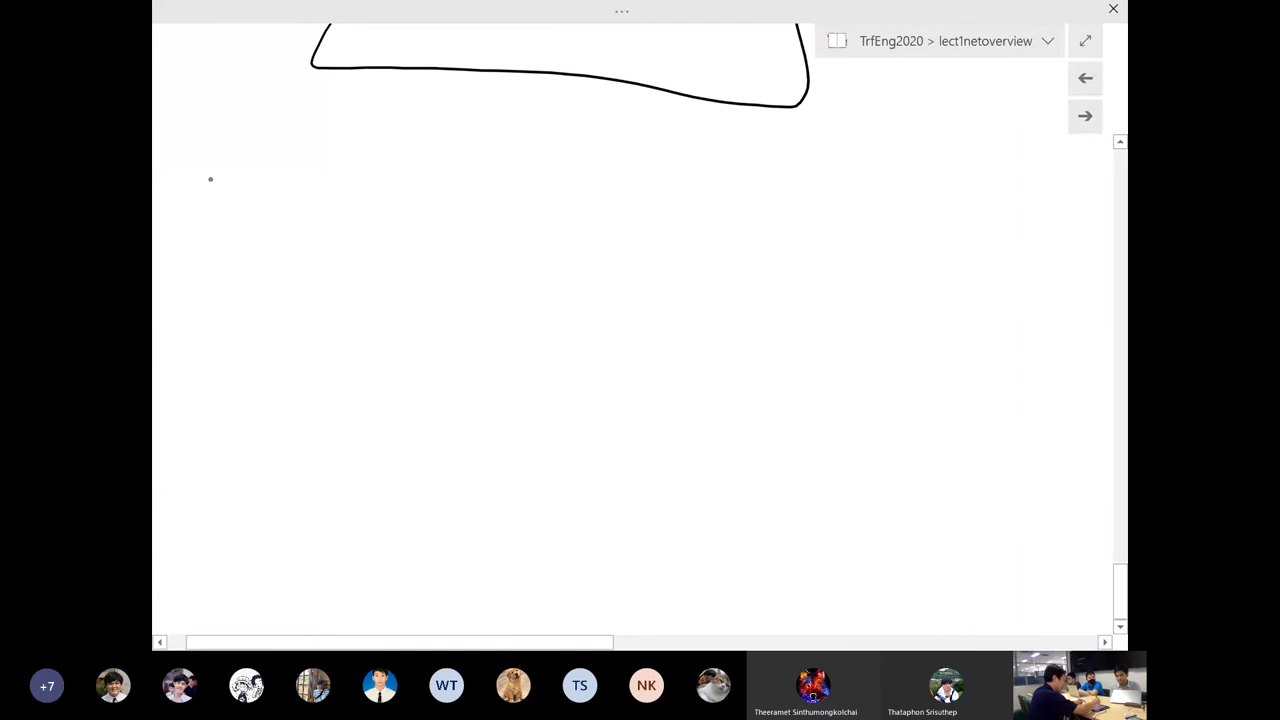 TrfEng2020 > lect1netoverview
+7
WT
TS
NK
Theeramet Sinthumongkolchai
Thataphon Srisuthep